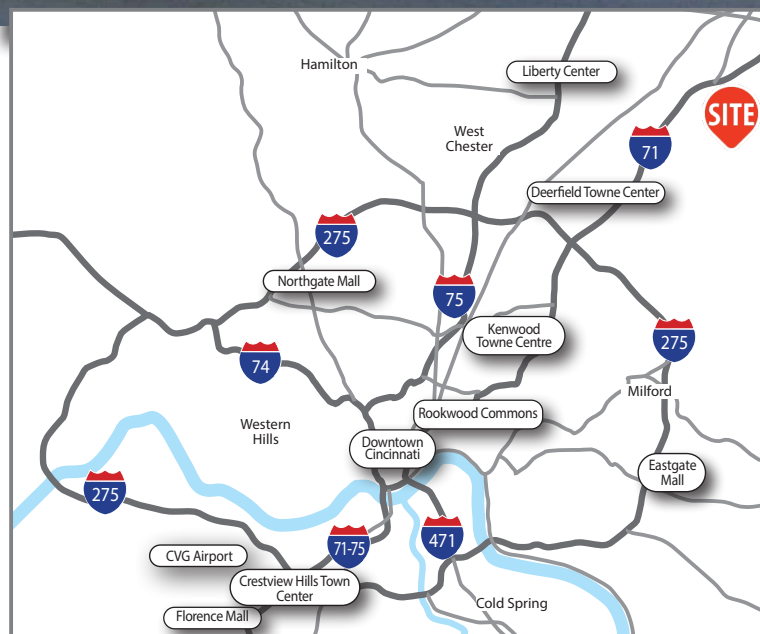 Hamilton
Liberty Center
SITE
West
Chester
71
Deerfield Towne Center
275
Northgate Mall
75
Kenwood
Towne Centre
275
74
Milford
Rookwood Commons
Western
Hills
Downtown
Cincinnati
Eastgate
Mall
275
71-75
471
CVG Airport
Crestview Hills Town
Center
Cold Spring
Florence Mall